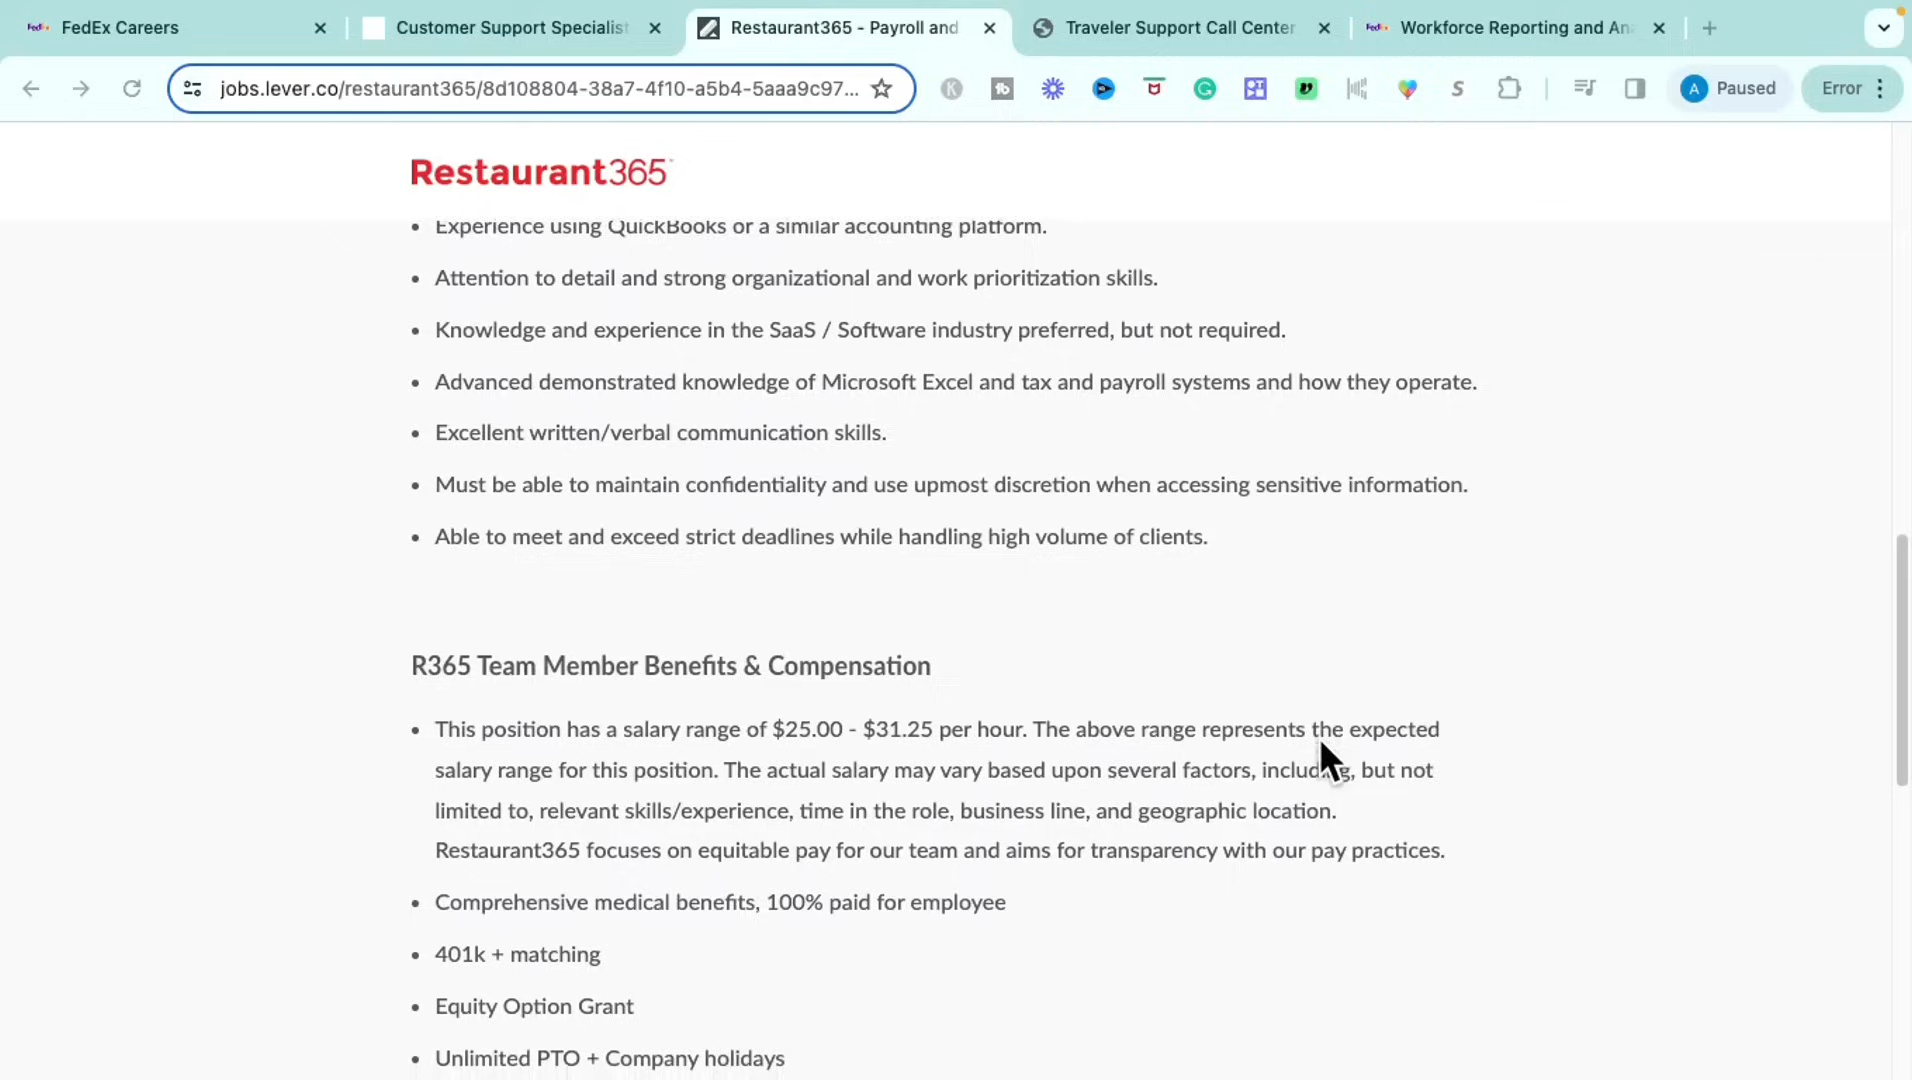 FedEx Careers
Customer Support Specialist
Restaurant365 - Payroll and
Traveler Support Call Center
Workforce Reporting and An
jobs.lever.co/restaurant365/8d108804-38a7-4f10-a5b4-5aaa9c97...
A Paused
Error
Restaurant365
• Experience using QuickBooks or a similar accounting platform.
• Attention to detail and strong organizational and work prioritization skills.
• Knowledge and experience in the SaaS / Software industry preferred, but not required.
• Advanced demonstrated knowledge of Microsoft Excel and tax and payroll systems and how they operate.
• Excellent written/verbal communication skills.
• Must be able to maintain confidentiality and use upmost discretion when accessing sensitive information.
• Able to meet and exceed strict deadlines while handling high volume of clients.
R365 Team Member Benefits & Compensation
• This position has a salary range of $25.00 - $31.25 per hour. The above range represents the expected
salary range for this position. The actual salary may vary based upon several factors, including, but not
limited to, relevant skills/experience, time in the role, business line, and geographic location.
Restaurant365 focuses on equitable pay for our team and aims for transparency with our pay practices.
• Comprehensive medical benefits, 100% paid for employee
• 401k + matching
• Equity Option Grant
• Unlimited PTO + Company holidays